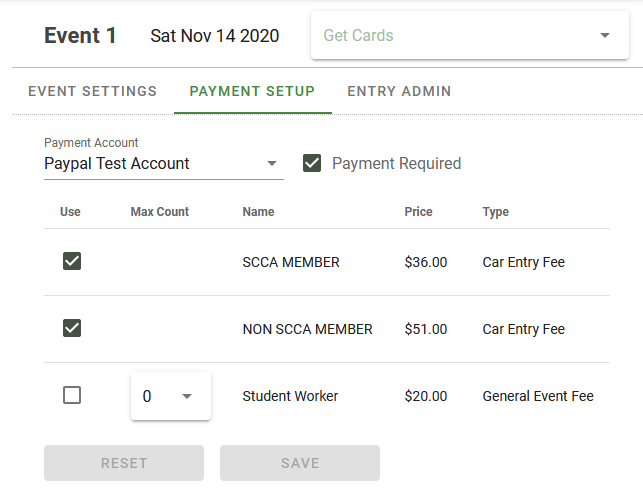 Event 1 Sat Nov 14 2020 Get Cards
EVENT SETTINGS PAYMENT SETUP ENTRY ADMIN
Payment Account
Paypal Test Account Payment Required
Use Max Count Name Price Type
SCCA MEMBER $36.00 Car Entry Fee
NON SCCA MEMBER $51.00 Car Entry Fee
0 Student Worker $20.00 General Event Fee
RESET SAVE